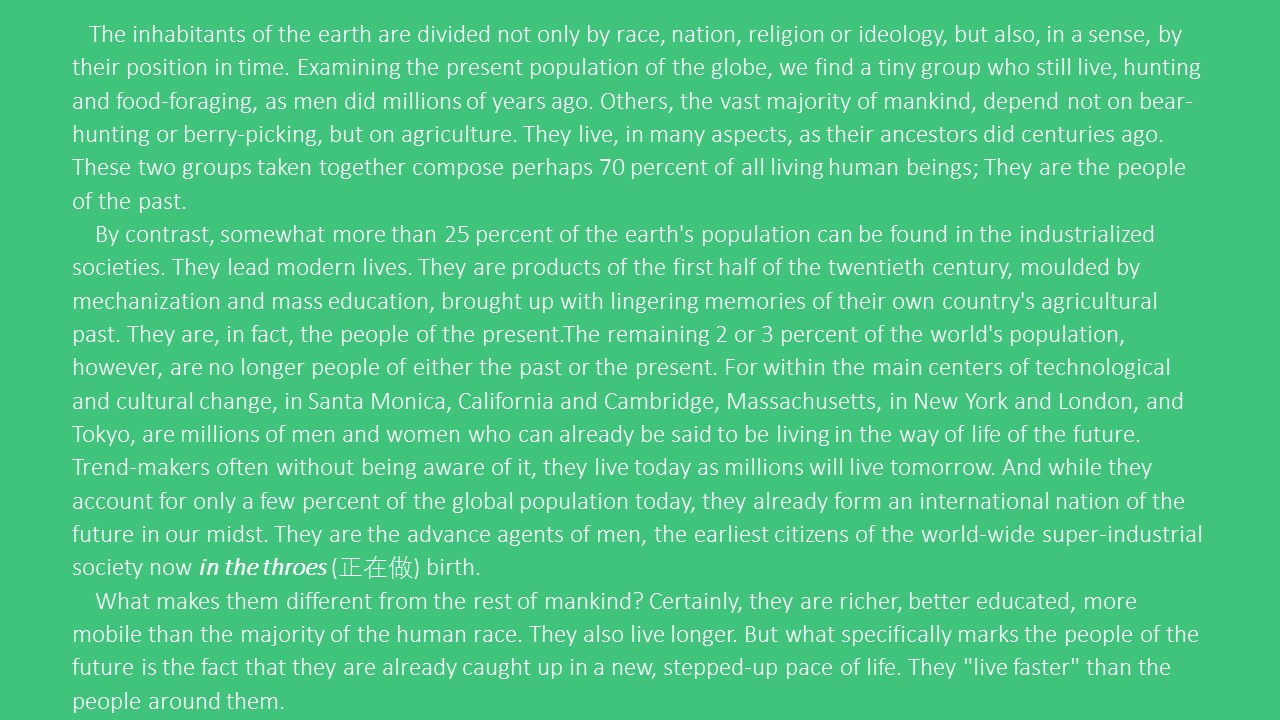 The inhabitants of the earth are divided not only by race, nation, religion or ideology, but also, in a sense, by
their position in time. Examining the present population of the globe, we find a tiny group who still live, hunting
and food-foraging, as men did millions of years ago. Others, the vast majority of mankind, depend not on bear-
hunting or berry-picking, but on agriculture. They live, in many aspects, as their ancestors did centuries ago.
These two groups taken together compose perhaps 70 percent of all living human beings; They are the people
of the past.
By contrast, somewhat more than 25 percent of the earth's population can be found in the industrialized
societies. They lead modern lives. They are products of the first half of the twentieth century, moulded by
mechanization and mass education, brought up with lingering memories of their own country's agricultural
past. They are, in fact, the people of the present.The remaining 2 or 3 percent of the world's population,
however, are no longer people of either the past or the present. For within the main centers of technological
and cultural change, in Santa Monica, California and Cambridge, Massachusetts, in New York and London, and
Tokyo, are millions of men and women who can already be said to be living in the way of life of the future.
Trend-makers often without being aware of it, they live today as millions will live tomorrow. And while they
account for only a few percent of the global population today, they already form an international nation of the
future in our midst. They are the advance agents of men, the earliest citizens of the world-wide super-industrial
society now in the throes (正在做) birth.
What makes them different from the rest of mankind? Certainly, they are richer, better educated, more
mobile than the majority of the human race. They also live longer. But what specifically marks the people of the
future is the fact that they are already caught up in a new, stepped-up pace of life. They "live faster" than the
people around them.